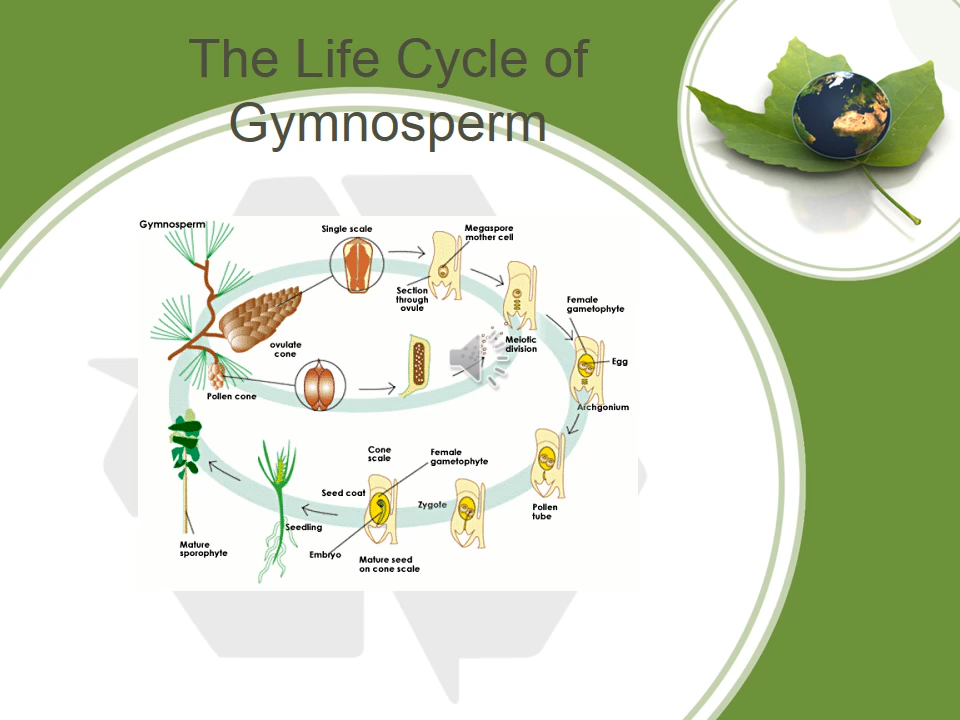 The Life Cycle of
Gymnosperm
Gymnosperm
Single scale
Megaspore
mother cell
Section
through
ovule
Female
gametophyte
ovulate
cone
Meiotic
division
Egg
Pollen cone
Archgonium
Cone
scale
Female
gametophyte
Seed coat
Zygote
Pollen
tube
Seedling
Mature
sporophyte
Embryo
Mature seed
on cone scale